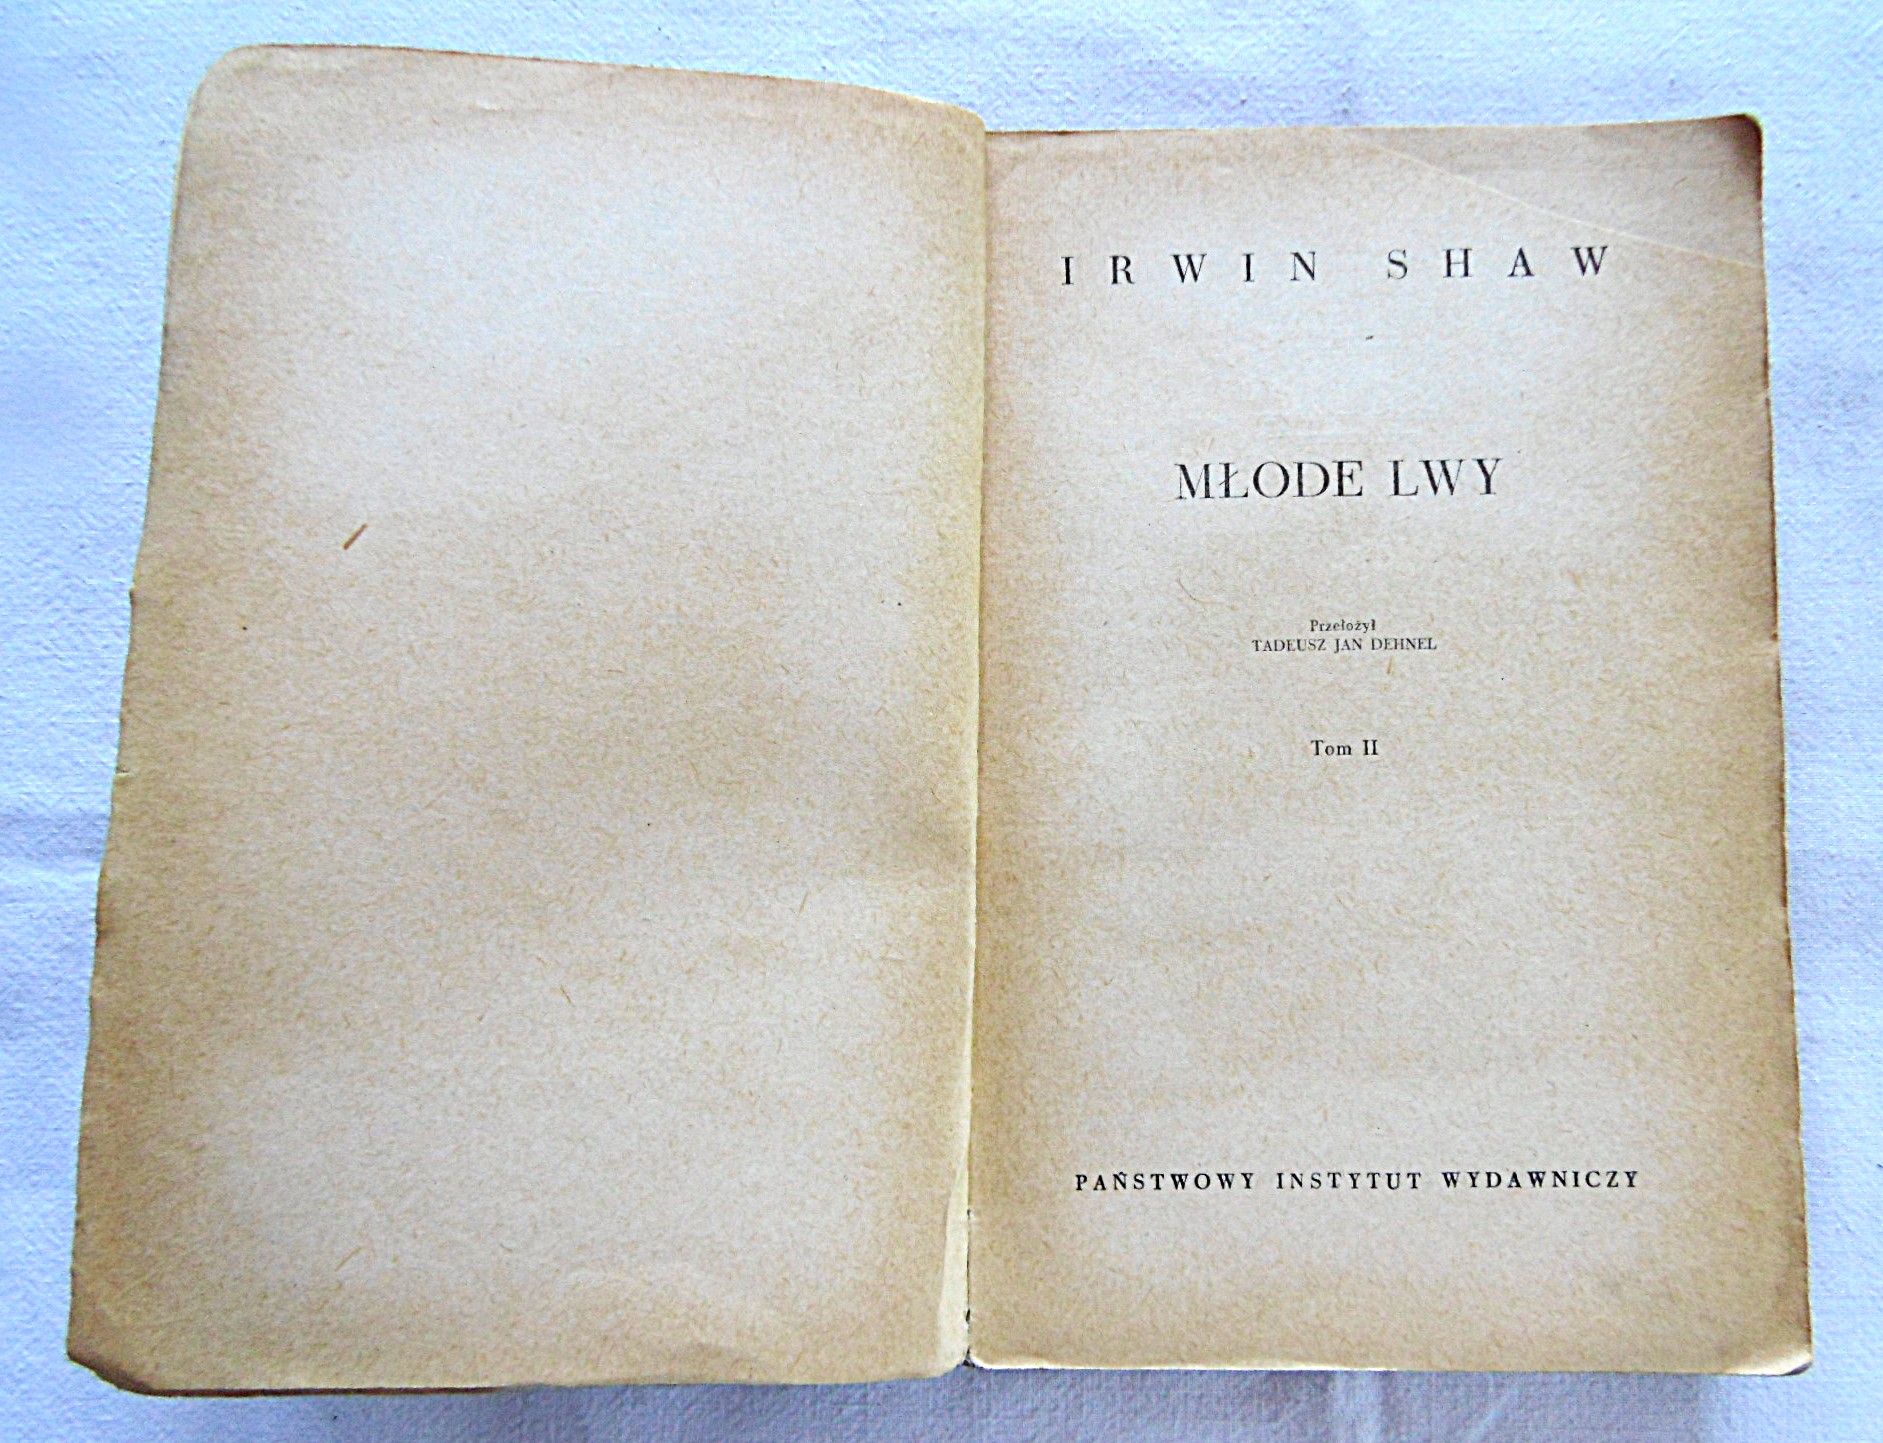 IRWIN SHAW
MŁODE LWY
Przełożył
TADEUSZ JAN DEHNEL
Tom II
PAŃSTWOWY INSTYTUT WYDAWNICZY